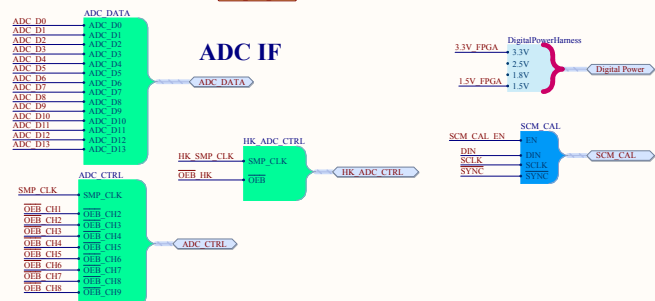 ADC_DATA
ADC_D0 ADC_D0
ADC_D1 ADC_D1
ADC_D2 ADC_D2
ADC_D3 ADC_D3
ADC_D4 ADC_D4
ADC_D5 ADC_D5
ADC_D6 ADC_D6
ADC_D7 ADC_D7
ADC_D8 ADC_D8
ADC_D9 ADC_D9
ADC_D10 ADC_D10
ADC_D11 ADC_D11
ADC_D12 ADC_D12
ADC_D13 ADC_D13
ADC_DATA
ADC IF
DigitalPowerHarness
3.3V_FPGA 3.3V
2.5V
1.8V
1.5V_FPGA 1.5V
Digital Power
HK_ADC_CTRL
HK_SMP_CLK SMP_CLK
OEB_HK OEB
HK_ADC_CTRL
SCM_CAL
SCM_CAL_EN EN
DIN DIN
SCLK SCLK
SYNC SYNC
SCM_CAL
ADC_CTRL
SMP_CLK SMP_CLK
OEB_CH1 OEB_CH2
OEB_CH2 OEB_CH3
OEB_CH3 OEB_CH4
OEB_CH4 OEB_CH5
OEB_CH5 OEB_CH6
OEB_CH6 OEB_CH7
OEB_CH7 OEB_CH8
OEB_CH8 OEB_CH9
ADC_CTRL